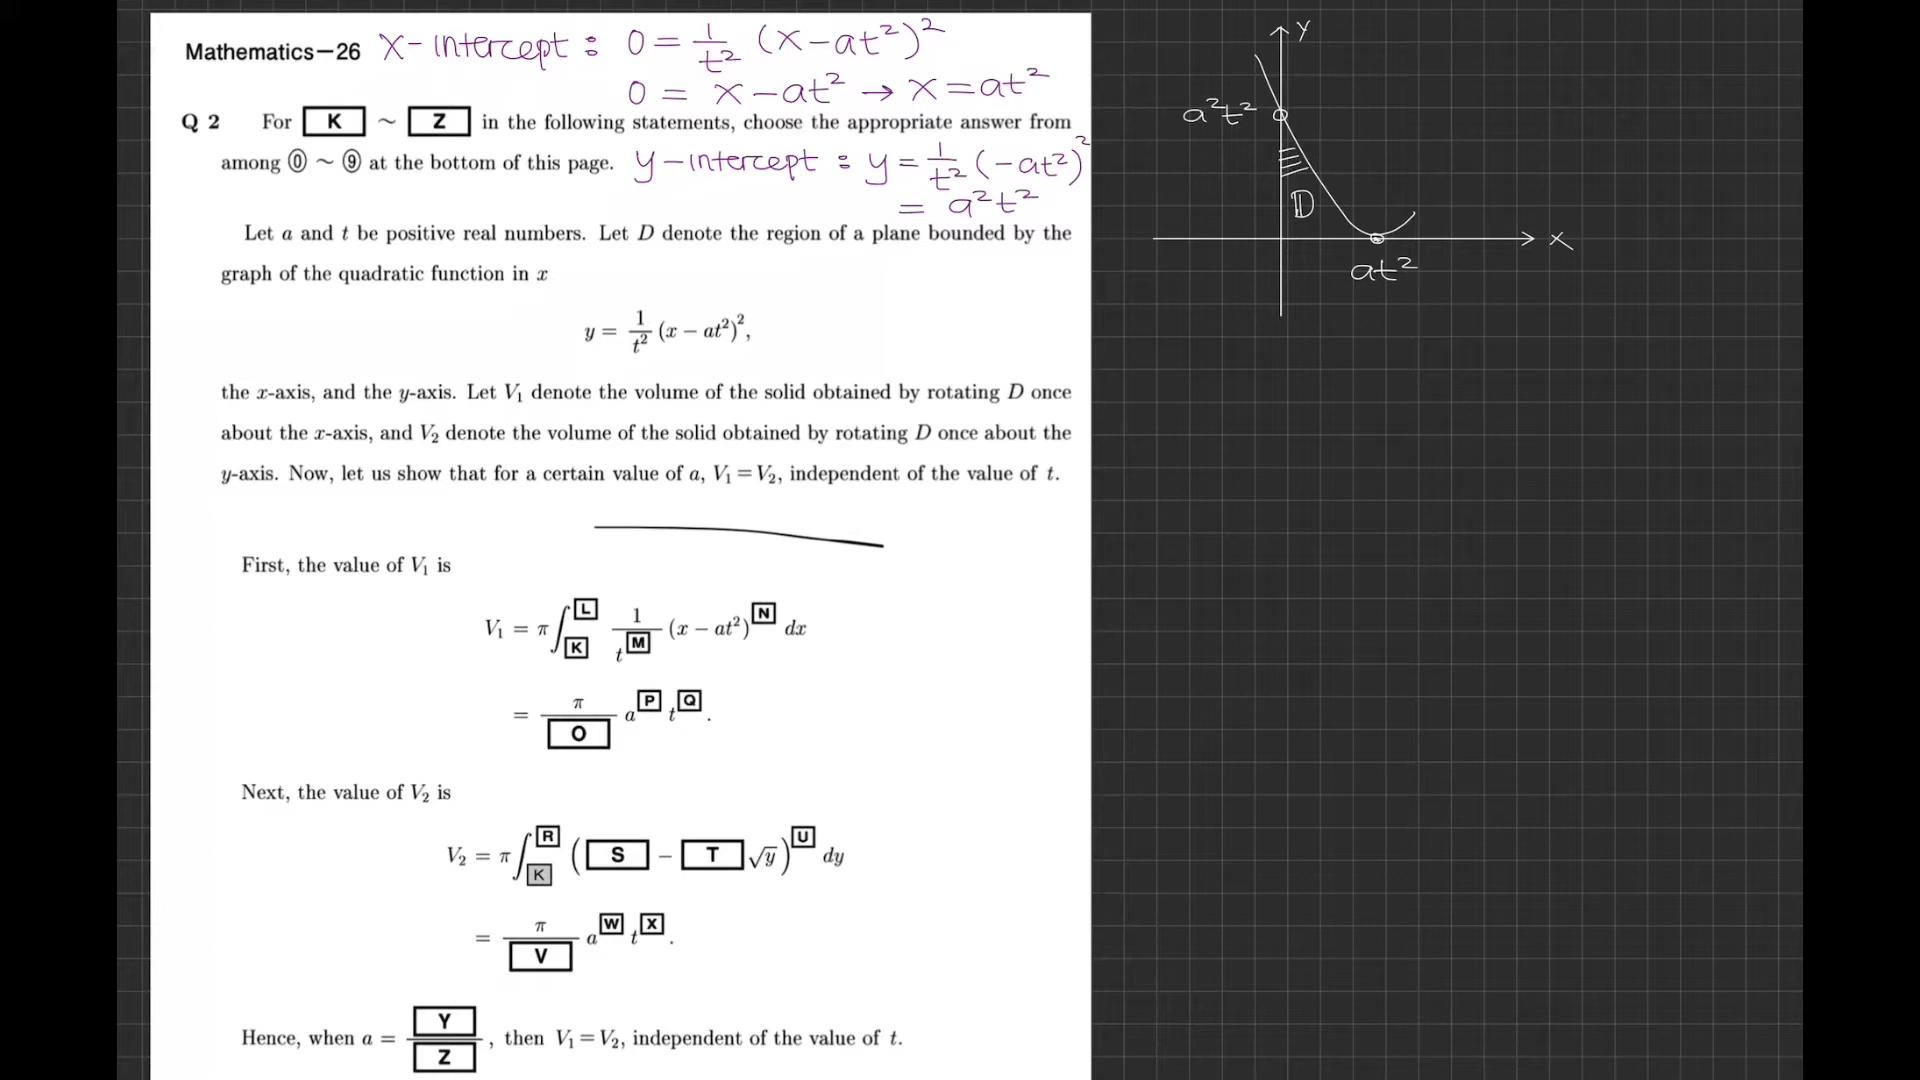 Mathematics－26 x-intercept : 0 = 1/t² (x-at²)²
0 = x-at² → x=at²
Q 2 For K ～ Z in the following statements, choose the appropriate answer from
among ⓪ ～ ⑨ at the bottom of this page. y-intercept : y = 1/t² (-at²)²
= a²t²
Let a and t be positive real numbers. Let D denote the region of a plane bounded by the
graph of the quadratic function in x
y = 1/t² (x − at²)²,
the x-axis, and the y-axis. Let V₁ denote the volume of the solid obtained by rotating D once
about the x-axis, and V₂ denote the volume of the solid obtained by rotating D once about the
y-axis. Now, let us show that for a certain value of a, V₁ = V₂, independent of the value of t.
First, the value of V₁ is
V₁ = π ∫_K^L 1/t^M (x − at²)^N dx
= π/O a^P t^Q.
Next, the value of V₂ is
V₂ = π ∫_K^R (S − T √y)^U dy
= π/V a^W t^X.
Hence, when a = Y/Z, then V₁ = V₂, independent of the value of t.
y
a²t²
D
x
at²